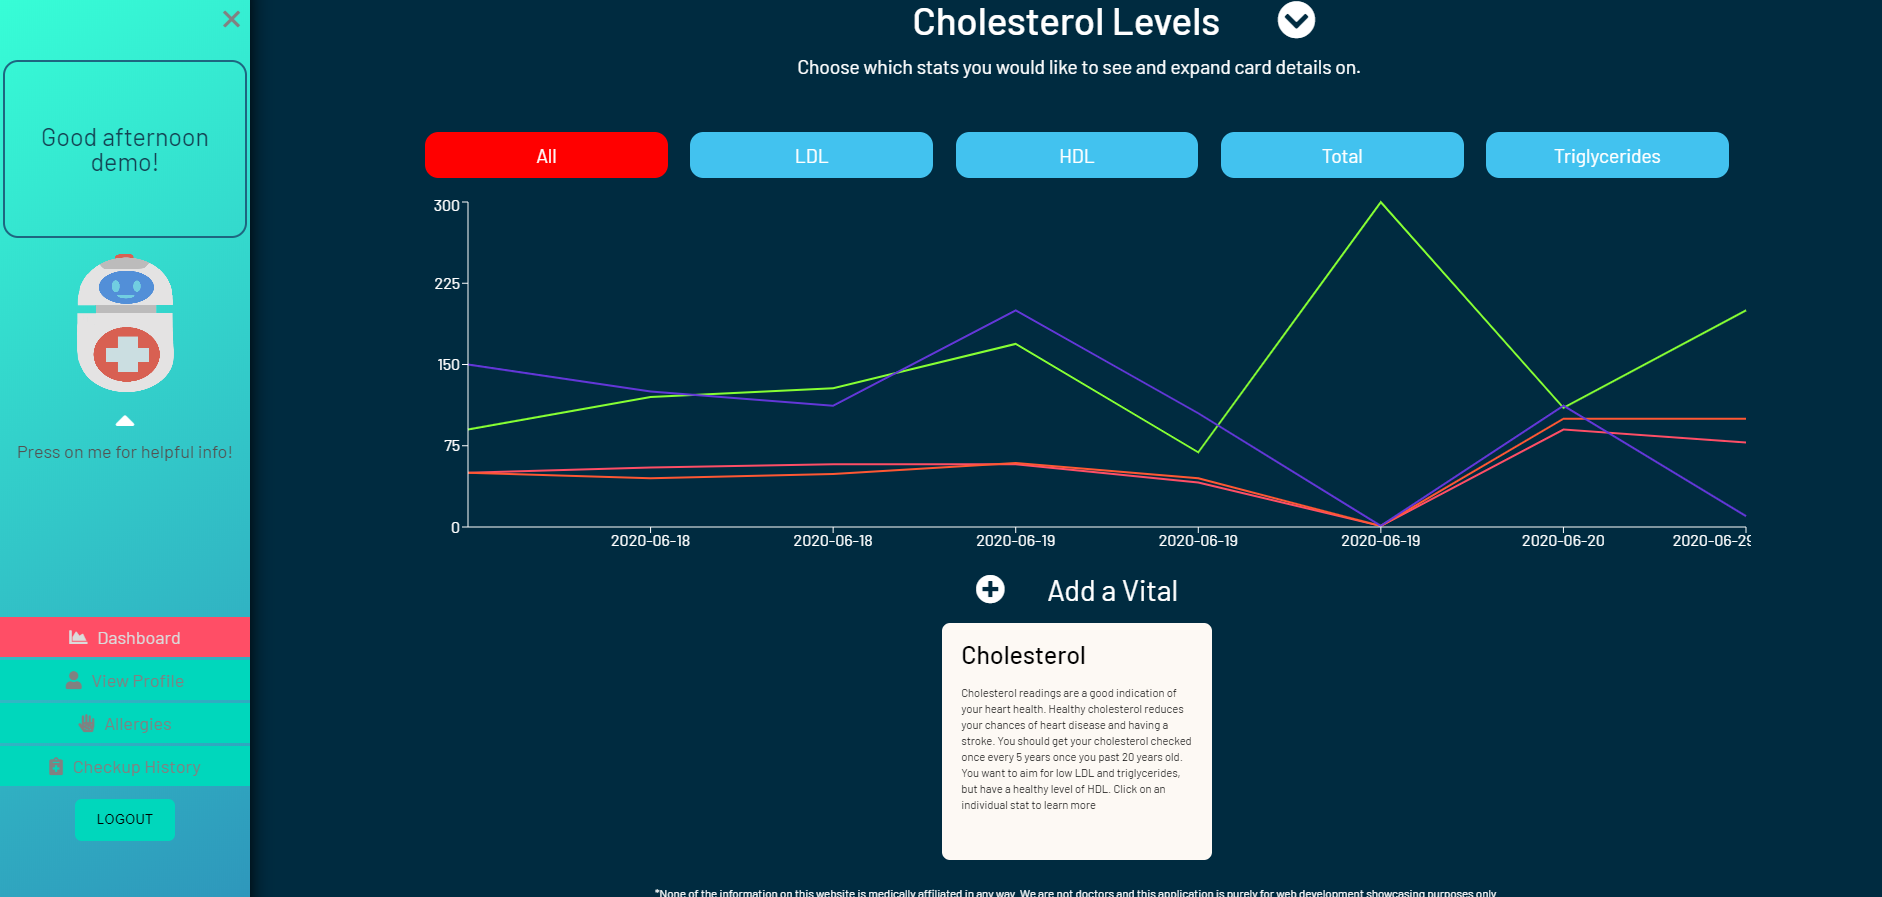 Good afternoon
demo!
Press on me for helpful info!
Dashboard
View Profile
Allergies
Checkup History
LOGOUT
Cholesterol Levels
Choose which stats you would like to see and expand card details on.
All
LDL
HDL
Total
Triglycerides
300
225
150
75
0
2020-06-18
2020-06-18
2020-06-19
2020-06-19
2020-06-19
2020-06-20
2020-06-2
Add a Vital
Cholesterol
Cholesterol readings are a good indication of
your heart health. Healthy cholesterol reduces
your chances of heart disease and having a
stroke. You should get your cholesterol checked
once every 5 years once you past 20 years old.
You want to aim for low LDL and triglycerides,
but have a healthy level of HDL. Click on an
individual stat to learn more
*None of the information on this website is medically affiliated in any way. We are not doctors and this application is purely for web development showcasing purposes only.